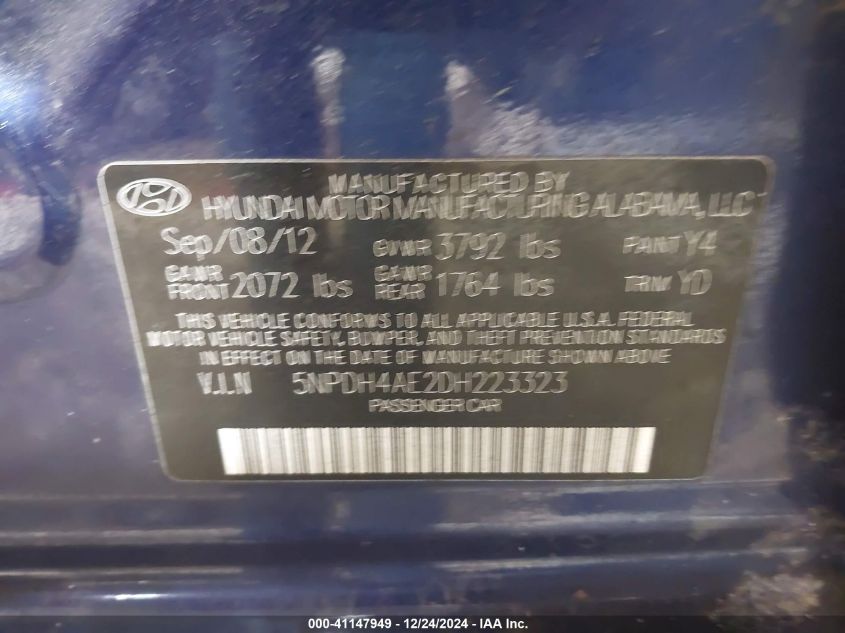 MANUFACTURED BY
HYUNDAI MOTOR MANUFACTURING ALABAMA, LLC
Sep/08/12 GVWR 3792 lbs PAINT Y4
GAWR FRONT 2072 lbs GAWR REAR 1764 lbs TRIM YD
THIS VEHICLE CONFORMS TO ALL APPLICABLE U.S.A. FEDERAL
MOTOR VEHICLE SAFETY, BUMPER, AND THEFT PREVENTION STANDARDS
IN EFFECT ON THE DATE OF MANUFACTURE SHOWN ABOVE
V.I.N 5NPDH4AE2DH223323
PASSENGER CAR
000-41147949 - 12/24/2024 - IAA Inc.